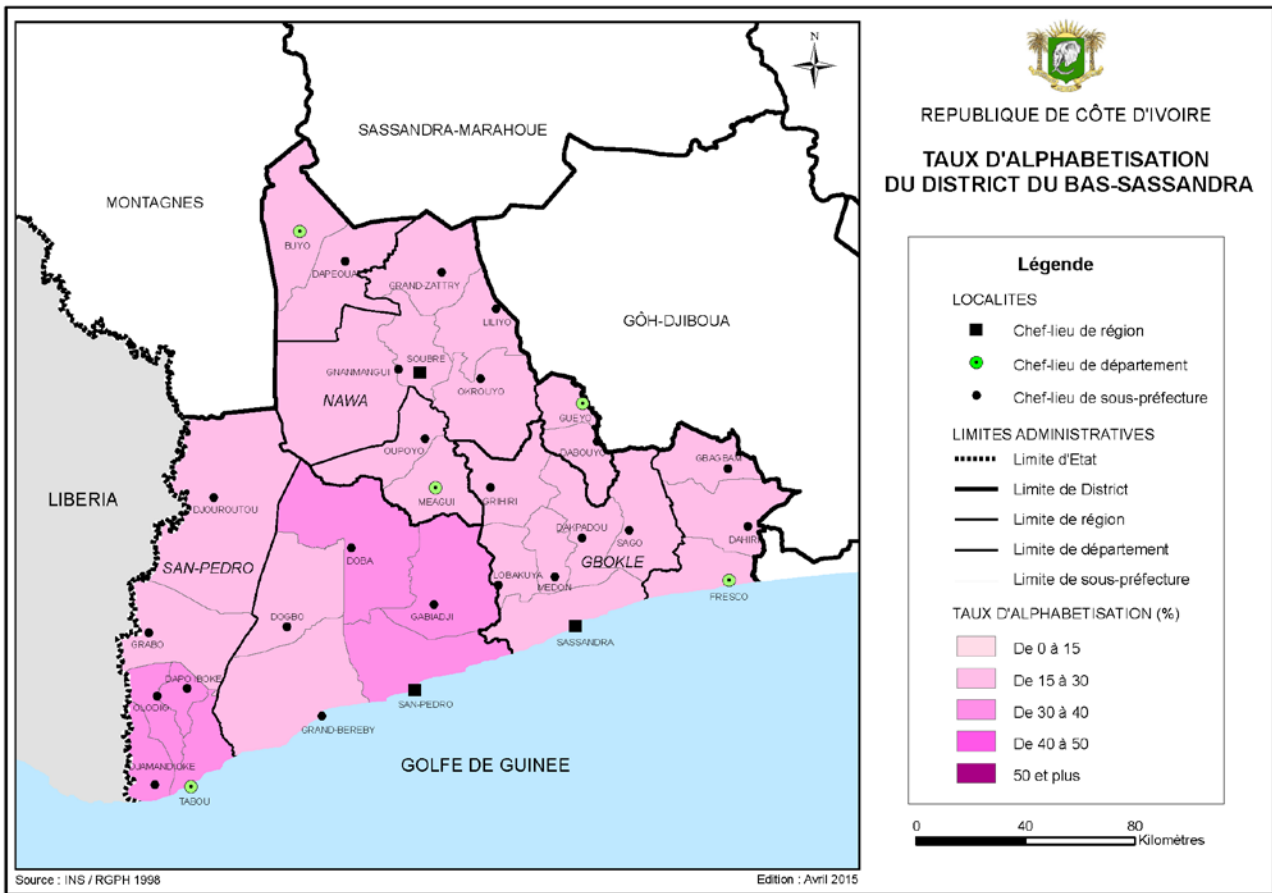 N
SASSANDRA-MARAHOUE
MONTAGNES
BUYO
DAPEOUA
GRAND-ZATTRY
LILIYO
GÔH-DJIBOUA
SOUBRE
GNANMANGUI
OKROUYO
NAWA
GUEYO
OUPOYO
DABOUYO
GBAGBAM
LIBERIA
DJOUROUTOU
MEAGUI
GRIHIRI
DAKPADOU
SAGO
DAHIRI
DOBA
GBOKLE
SAN-PEDRO
LOBAKUYA
MEDON
FRESCO
GABIADJI
DOGBO
GRABO
SASSANDRA
DAPO-IBOKE
OLODIO
SAN-PEDRO
GRAND-BEREBY
DJAMANDIOKE
GOLFE DE GUINEE
TABOU
Source : INS / RGPH 1998
Edition : Avril 2015
REPUBLIQUE DE CÔTE D'IVOIRE
TAUX D'ALPHABETISATION
DU DISTRICT DU BAS-SASSANDRA
Légende
LOCALITES
Chef-lieu de région
Chef-lieu de département
Chef-lieu de sous-préfecture
LIMITES ADMINISTRATIVES
Limite d'Etat
Limite de District
Limite de région
Limite de département
Limite de sous-préfecture
TAUX D'ALPHABETISATION (%)
De 0 à 15
De 15 à 30
De 30 à 40
De 40 à 50
50 et plus
0 40 80
Kilomètres